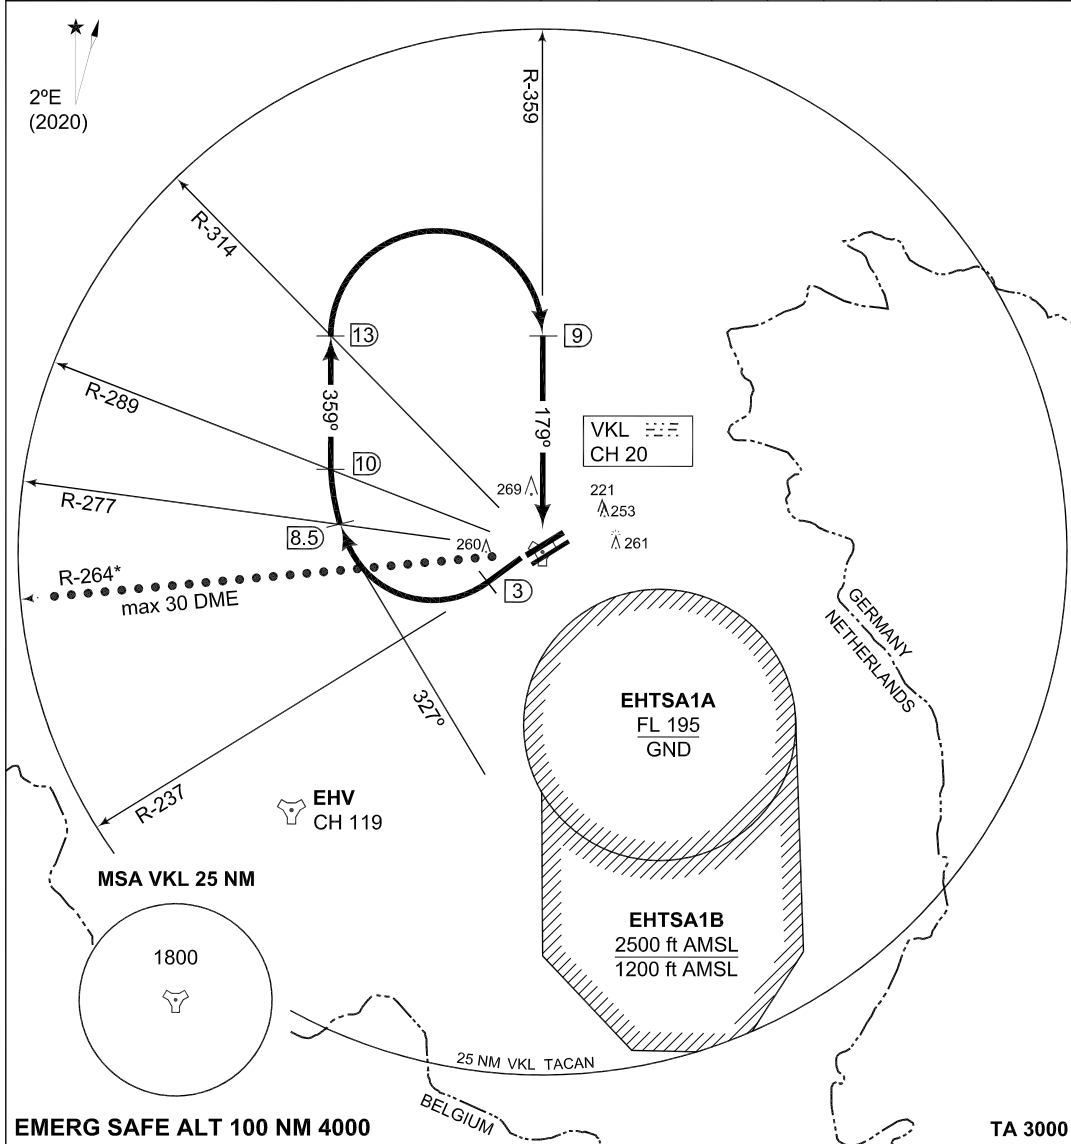 2ºE
(2020)
R-359
R-314
13
9
R-289
359º
179º
VKL
CH 20
10
R-277
269
221
253
8.5
260
261
R-264*
max 30 DME
3
GERMANY
NETHERLANDS
327º
EHTSA1A
FL 195
GND
R-237
EHV
CH 119
MSA VKL 25 NM
1800
EHTSA1B
2500 ft AMSL
1200 ft AMSL
25 NM VKL TACAN
BELGIUM
EMERG SAFE ALT 100 NM 4000
TA 3000